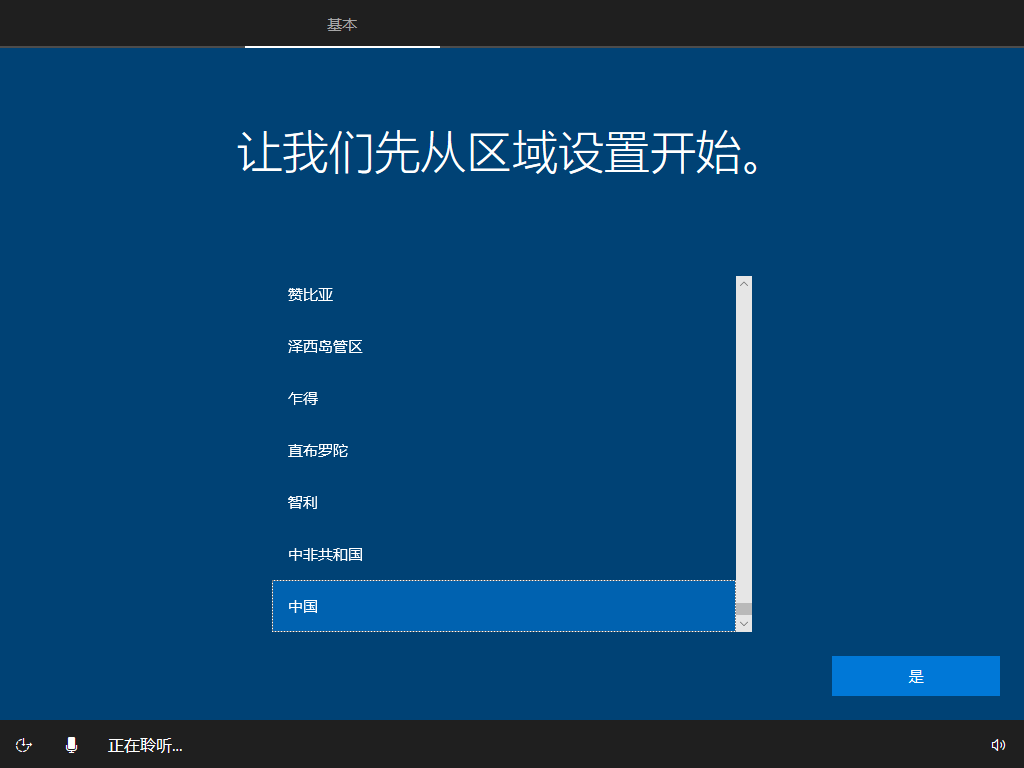 基本
让我们先从区域设置开始。
赞比亚
泽西岛管区
乍得
直布罗陀
智利
中非共和国
中国
是
正在聆听...